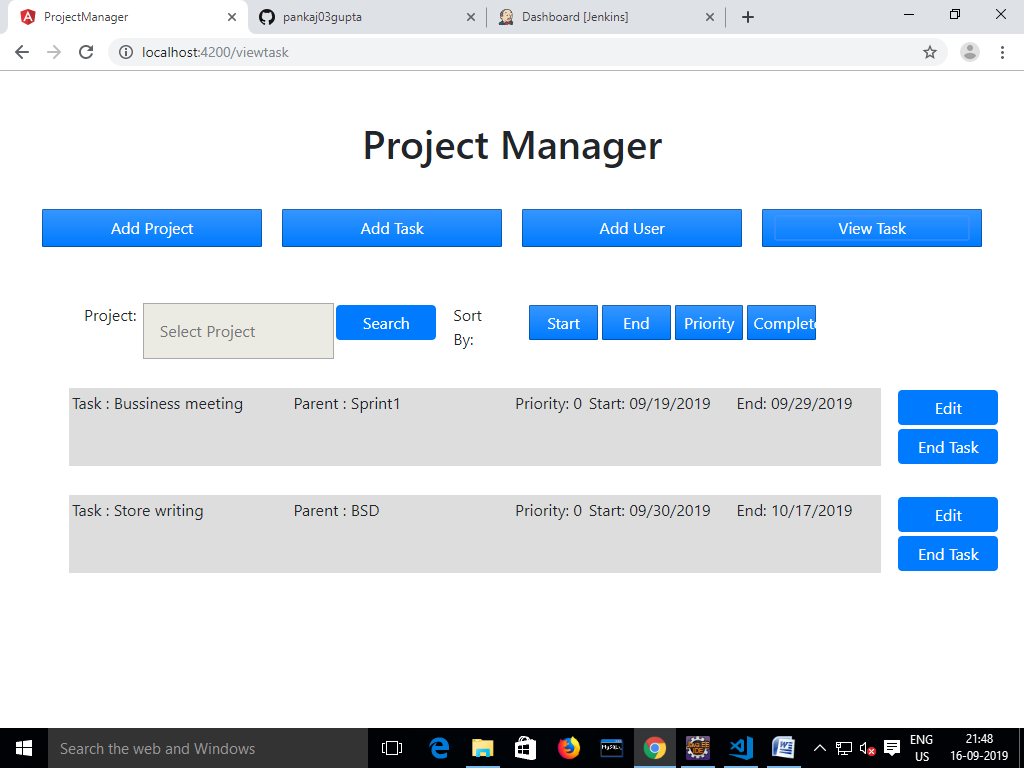 ProjectManager
pankaj03gupta
Dashboard [Jenkins]
localhost:4200/viewtask
Project Manager
Add Project Add Task Add User View Task
Project: Select Project Search Sort By: Start End Priority Complete
Task : Bussiness meeting Parent : Sprint1 Priority: 0 Start: 09/19/2019 End: 09/29/2019 Edit
End Task
Task : Store writing Parent : BSD Priority: 0 Start: 09/30/2019 End: 10/17/2019 Edit
End Task
Search the web and Windows
MySQL
ENG
US
21:48
16-09-2019